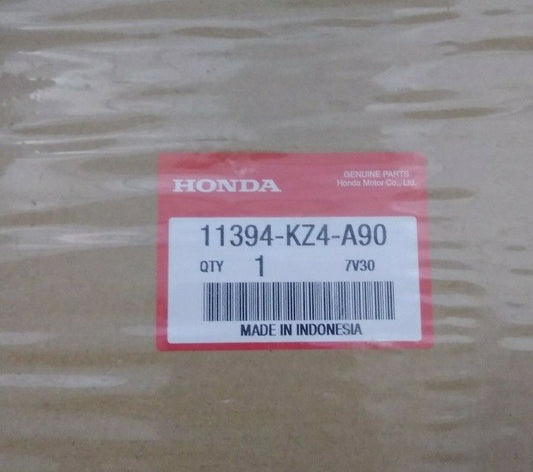 HONDA
GENUINE PARTS
Honda Motor Co., Ltd.
11394-KZ4-A90
QTY 1 7V30
MADE IN INDONESIA